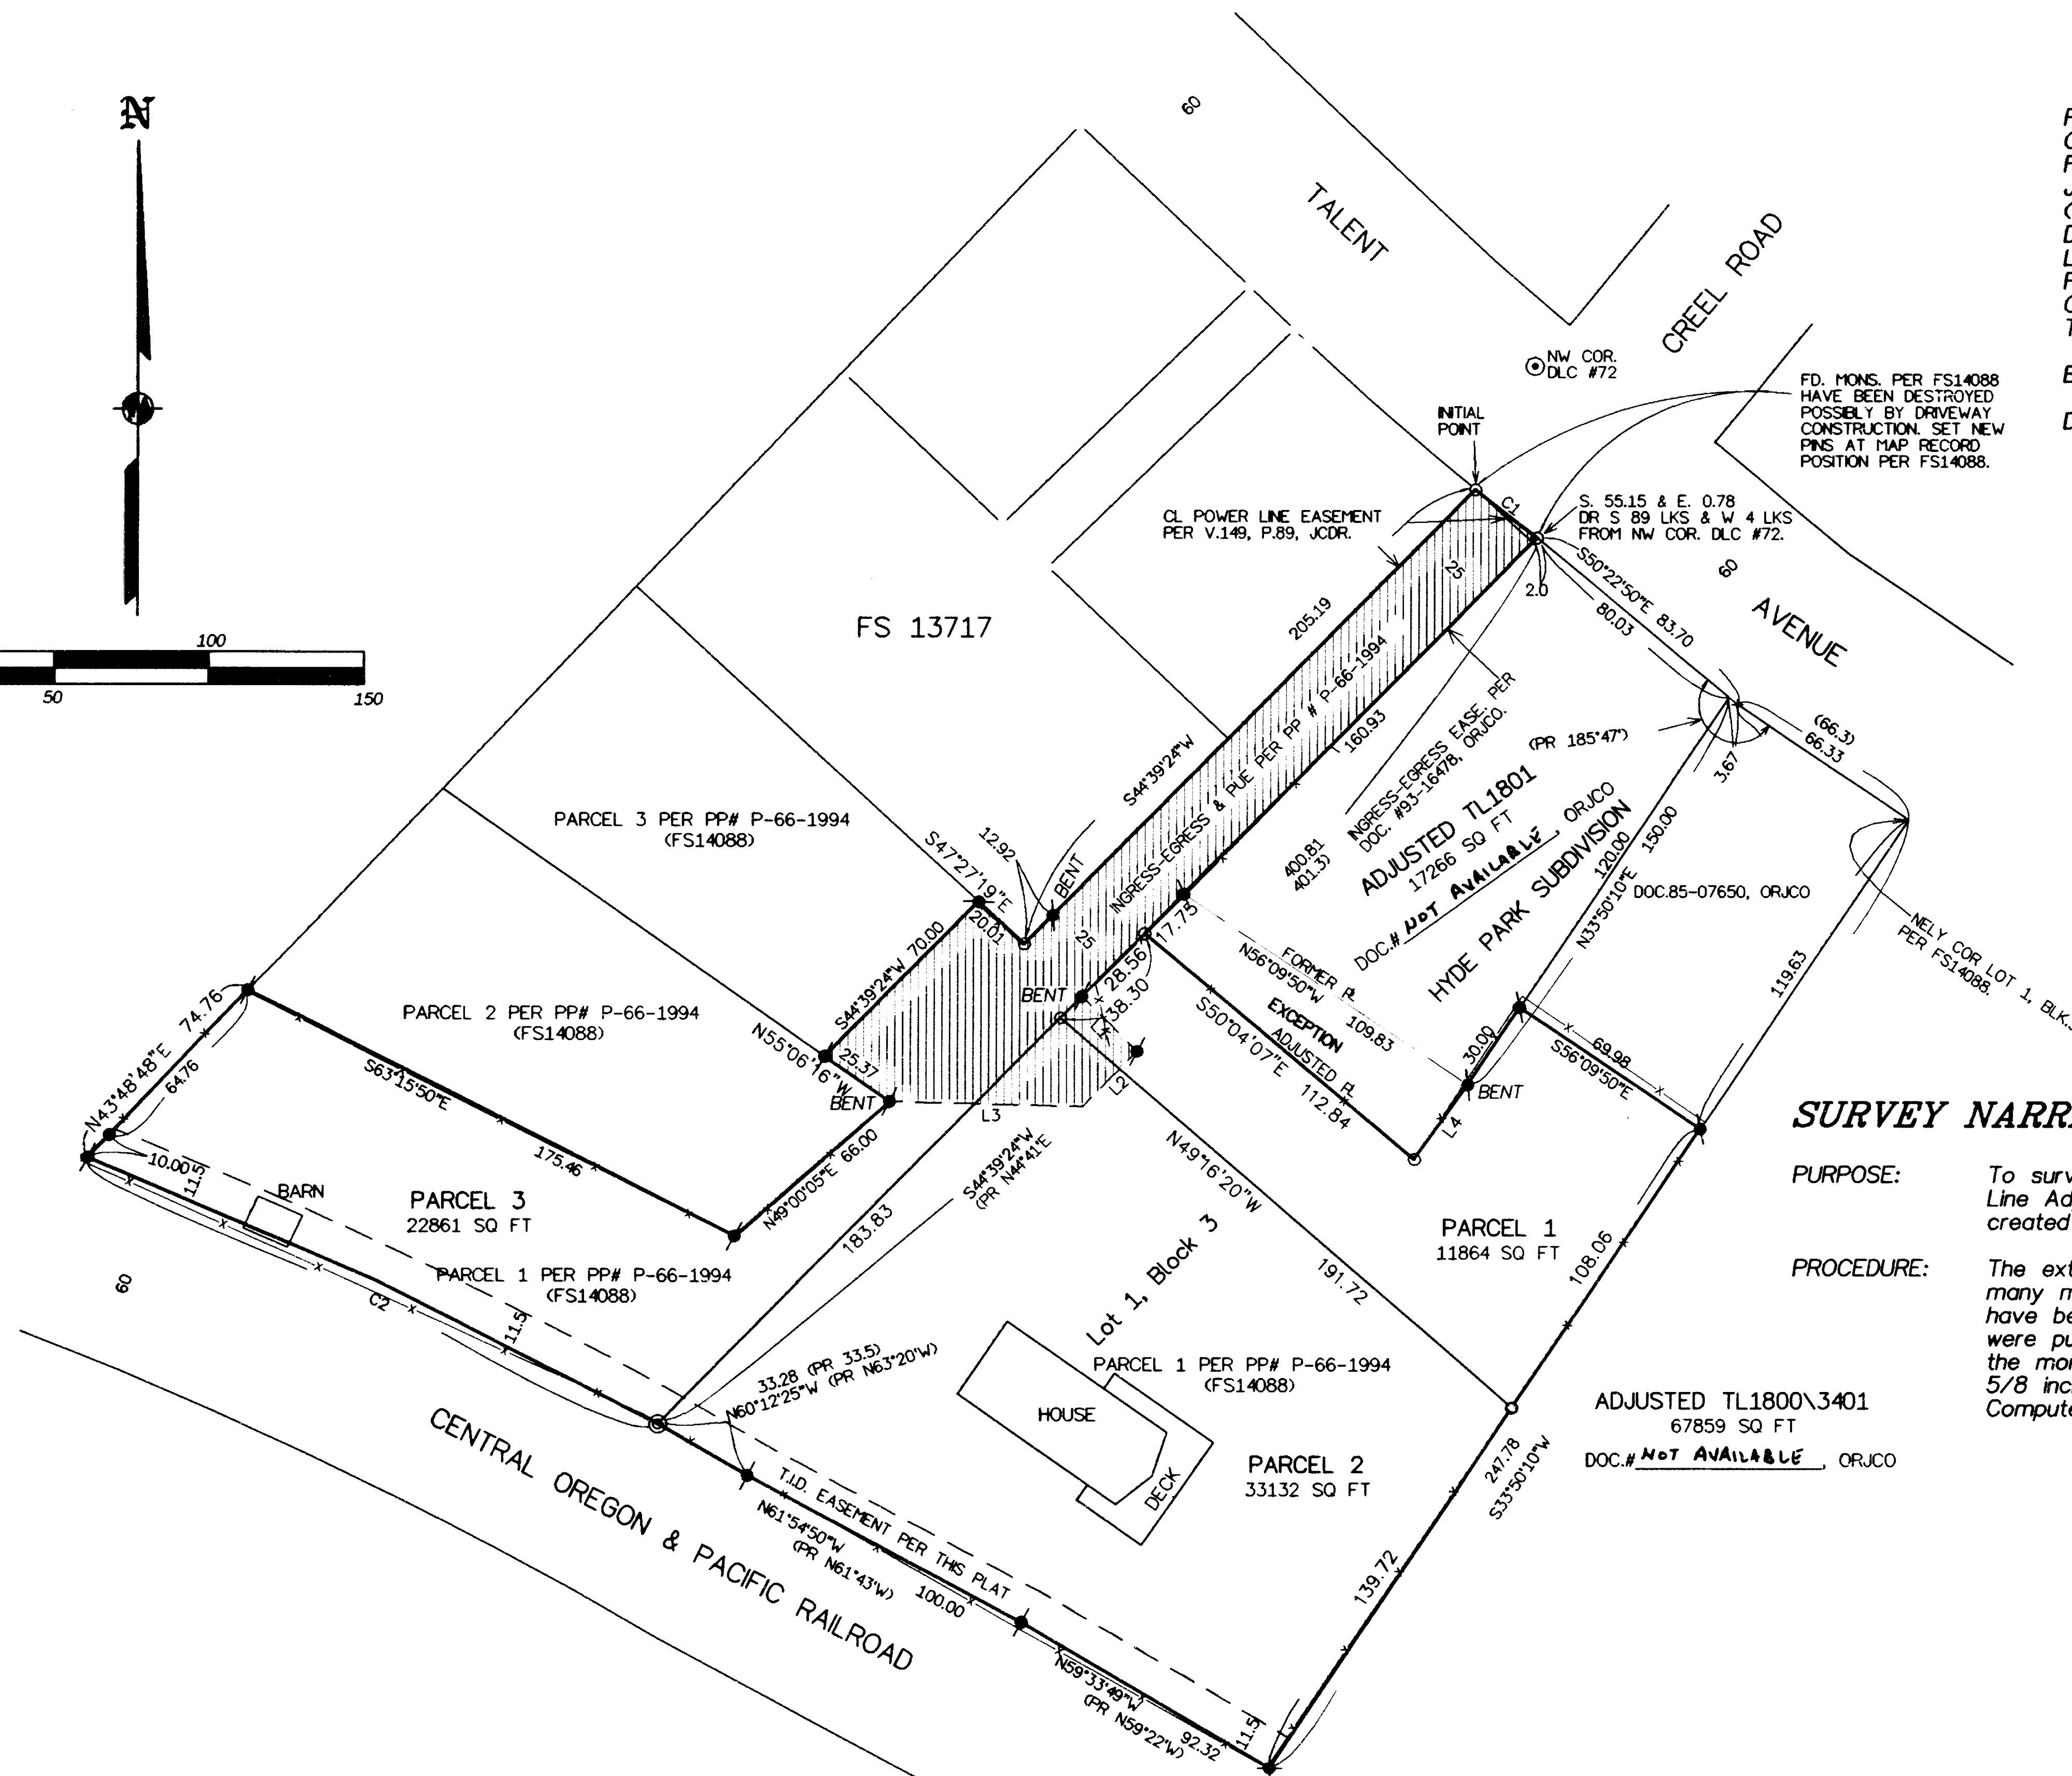 N
100
50
150
60
TALENT
CREEL ROAD
NW COR.
DLC #72
INITIAL
POINT
FD. MONS. PER FS14088
HAVE BEEN DESTROYED
POSSIBLY BY DRIVEWAY
CONSTRUCTION. SET NEW
PINS AT MAP RECORD
POSITION PER FS14088.
CL POWER LINE EASEMENT
PER V.149, P.89, JCDR.
C1
S. 55.15 & E. 0.78
DR S 89 LKS & W 4 LKS
FROM NW COR. DLC #72.
25
2.0
S50°22'50"E 83.70
80.03
60
AVENUE
FS 13717
205.19
S44°39'24"W
INGRESS-EGRESS & PUE PER PP # P-66-1994
160.93
INGRESS-EGRESS EASE. PER
DOC. #93-16478, ORJCO.
400.81
401.3)
(PR 185°47')
(66.3)
66.33
3.67
ADJUSTED TL1801
17266 SQ FT
DOC.# NOT AVAILABLE, ORJCO
HYDE PARK SUBDIVISION
120.00
150.00
N33°50'10"E
DOC.85-07650, ORJCO
NELY COR LOT 1, BLK.
PER FS14088.
119.63
PARCEL 3 PER PP# P-66-1994
(FS14088)
S47°27'19"E
12.92
BENT
20.01
25
17.75
28.56
38.30
BENT
FORMER PL
N56°09'50"W
109.83
EXCEPTION
ADJUSTED PL
S50°04'07"E
112.84
30.00
BENT
L4
69.98
S56°09'50"E
PARCEL 2 PER PP# P-66-1994
(FS14088)
S44°39'24"W 70.00
N55°06'16"W
25.37
BENT
L2
L3
74.76
N43°48'48"E
64.76
10.00
11.5
S63°15'50"E
175.46
N49°00'05"E 66.00
BARN
PARCEL 3
22861 SQ FT
PARCEL 1 PER PP# P-66-1994
(FS14088)
C2
11.5
60
183.83
S44°39'24"W
(PR N44°41'E
N49°16'20"W
191.72
Lot 1, Block 3
PARCEL 1
11864 SQ FT
108.06
SURVEY NARR
PURPOSE:
To surv
Line Ad
created
PROCEDURE:
The ext
many m
have be
were pu
the mo
5/8 inc
Compute
33.28 (PR 33.5)
N60°12'25"W (PR N63°20'W)
PARCEL 1 PER PP# P-66-1994
(FS14088)
HOUSE
DECK
PARCEL 2
33132 SQ FT
ADJUSTED TL1800\3401
67859 SQ FT
DOC.# NOT AVAILABLE, ORJCO
247.78
S33°50'10"W
139.72
CENTRAL OREGON & PACIFIC RAILROAD
T.I.D. EASEMENT PER THIS PLAT
N61°54'50"W
(PR N61°43'W)
100.00
N59°33'49"W
(PR N59°22'W)
92.32
11.5